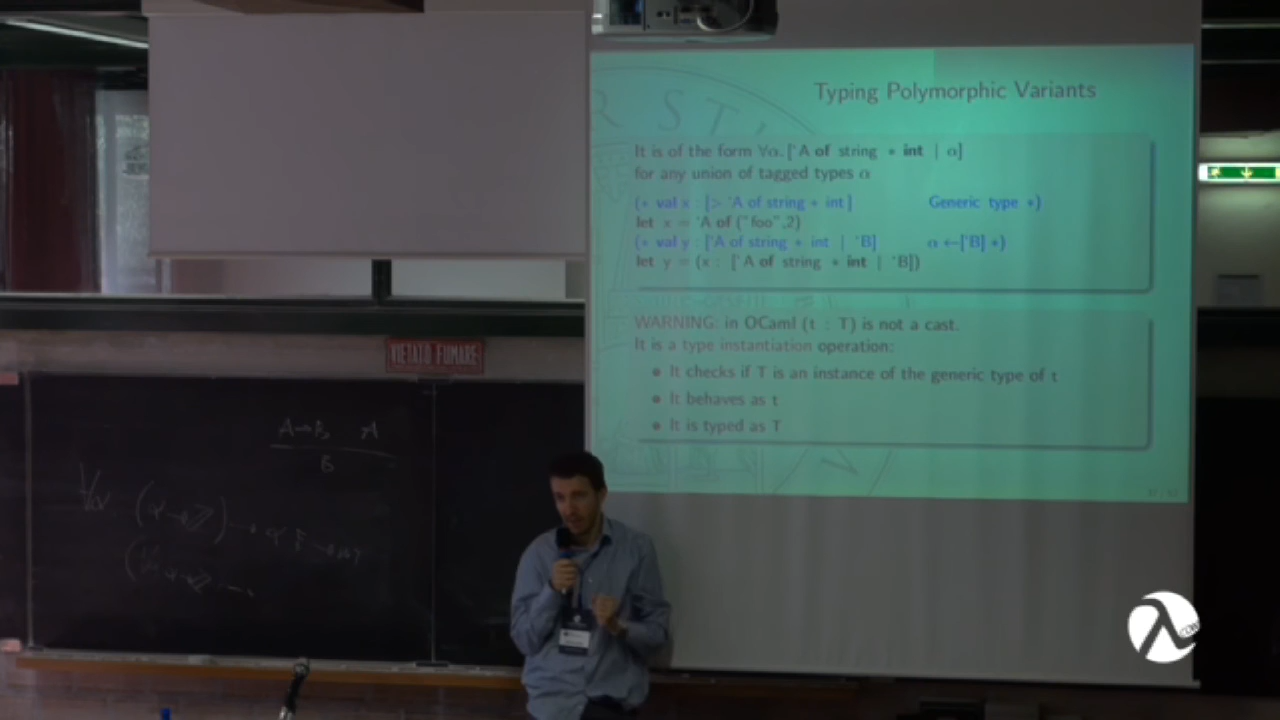 Typing Polymorphic Variants
It is of the form ∀α.[`A of string * int | α]
for any union of tagged types α
(* val x : [> `A of string * int] Generic type *)
let x = `A of ("foo",2)
(* val y : [`A of string * int | `B] α ←[`B] *)
let y = (x : [`A of string * int | `B])
WARNING: in OCaml (t : T) is not a cast.
It is a type instantiation operation:
• It checks if T is an instance of the generic type of t
• It behaves as t
• It is typed as T
VIETATO FUMARE
A B
λ CON